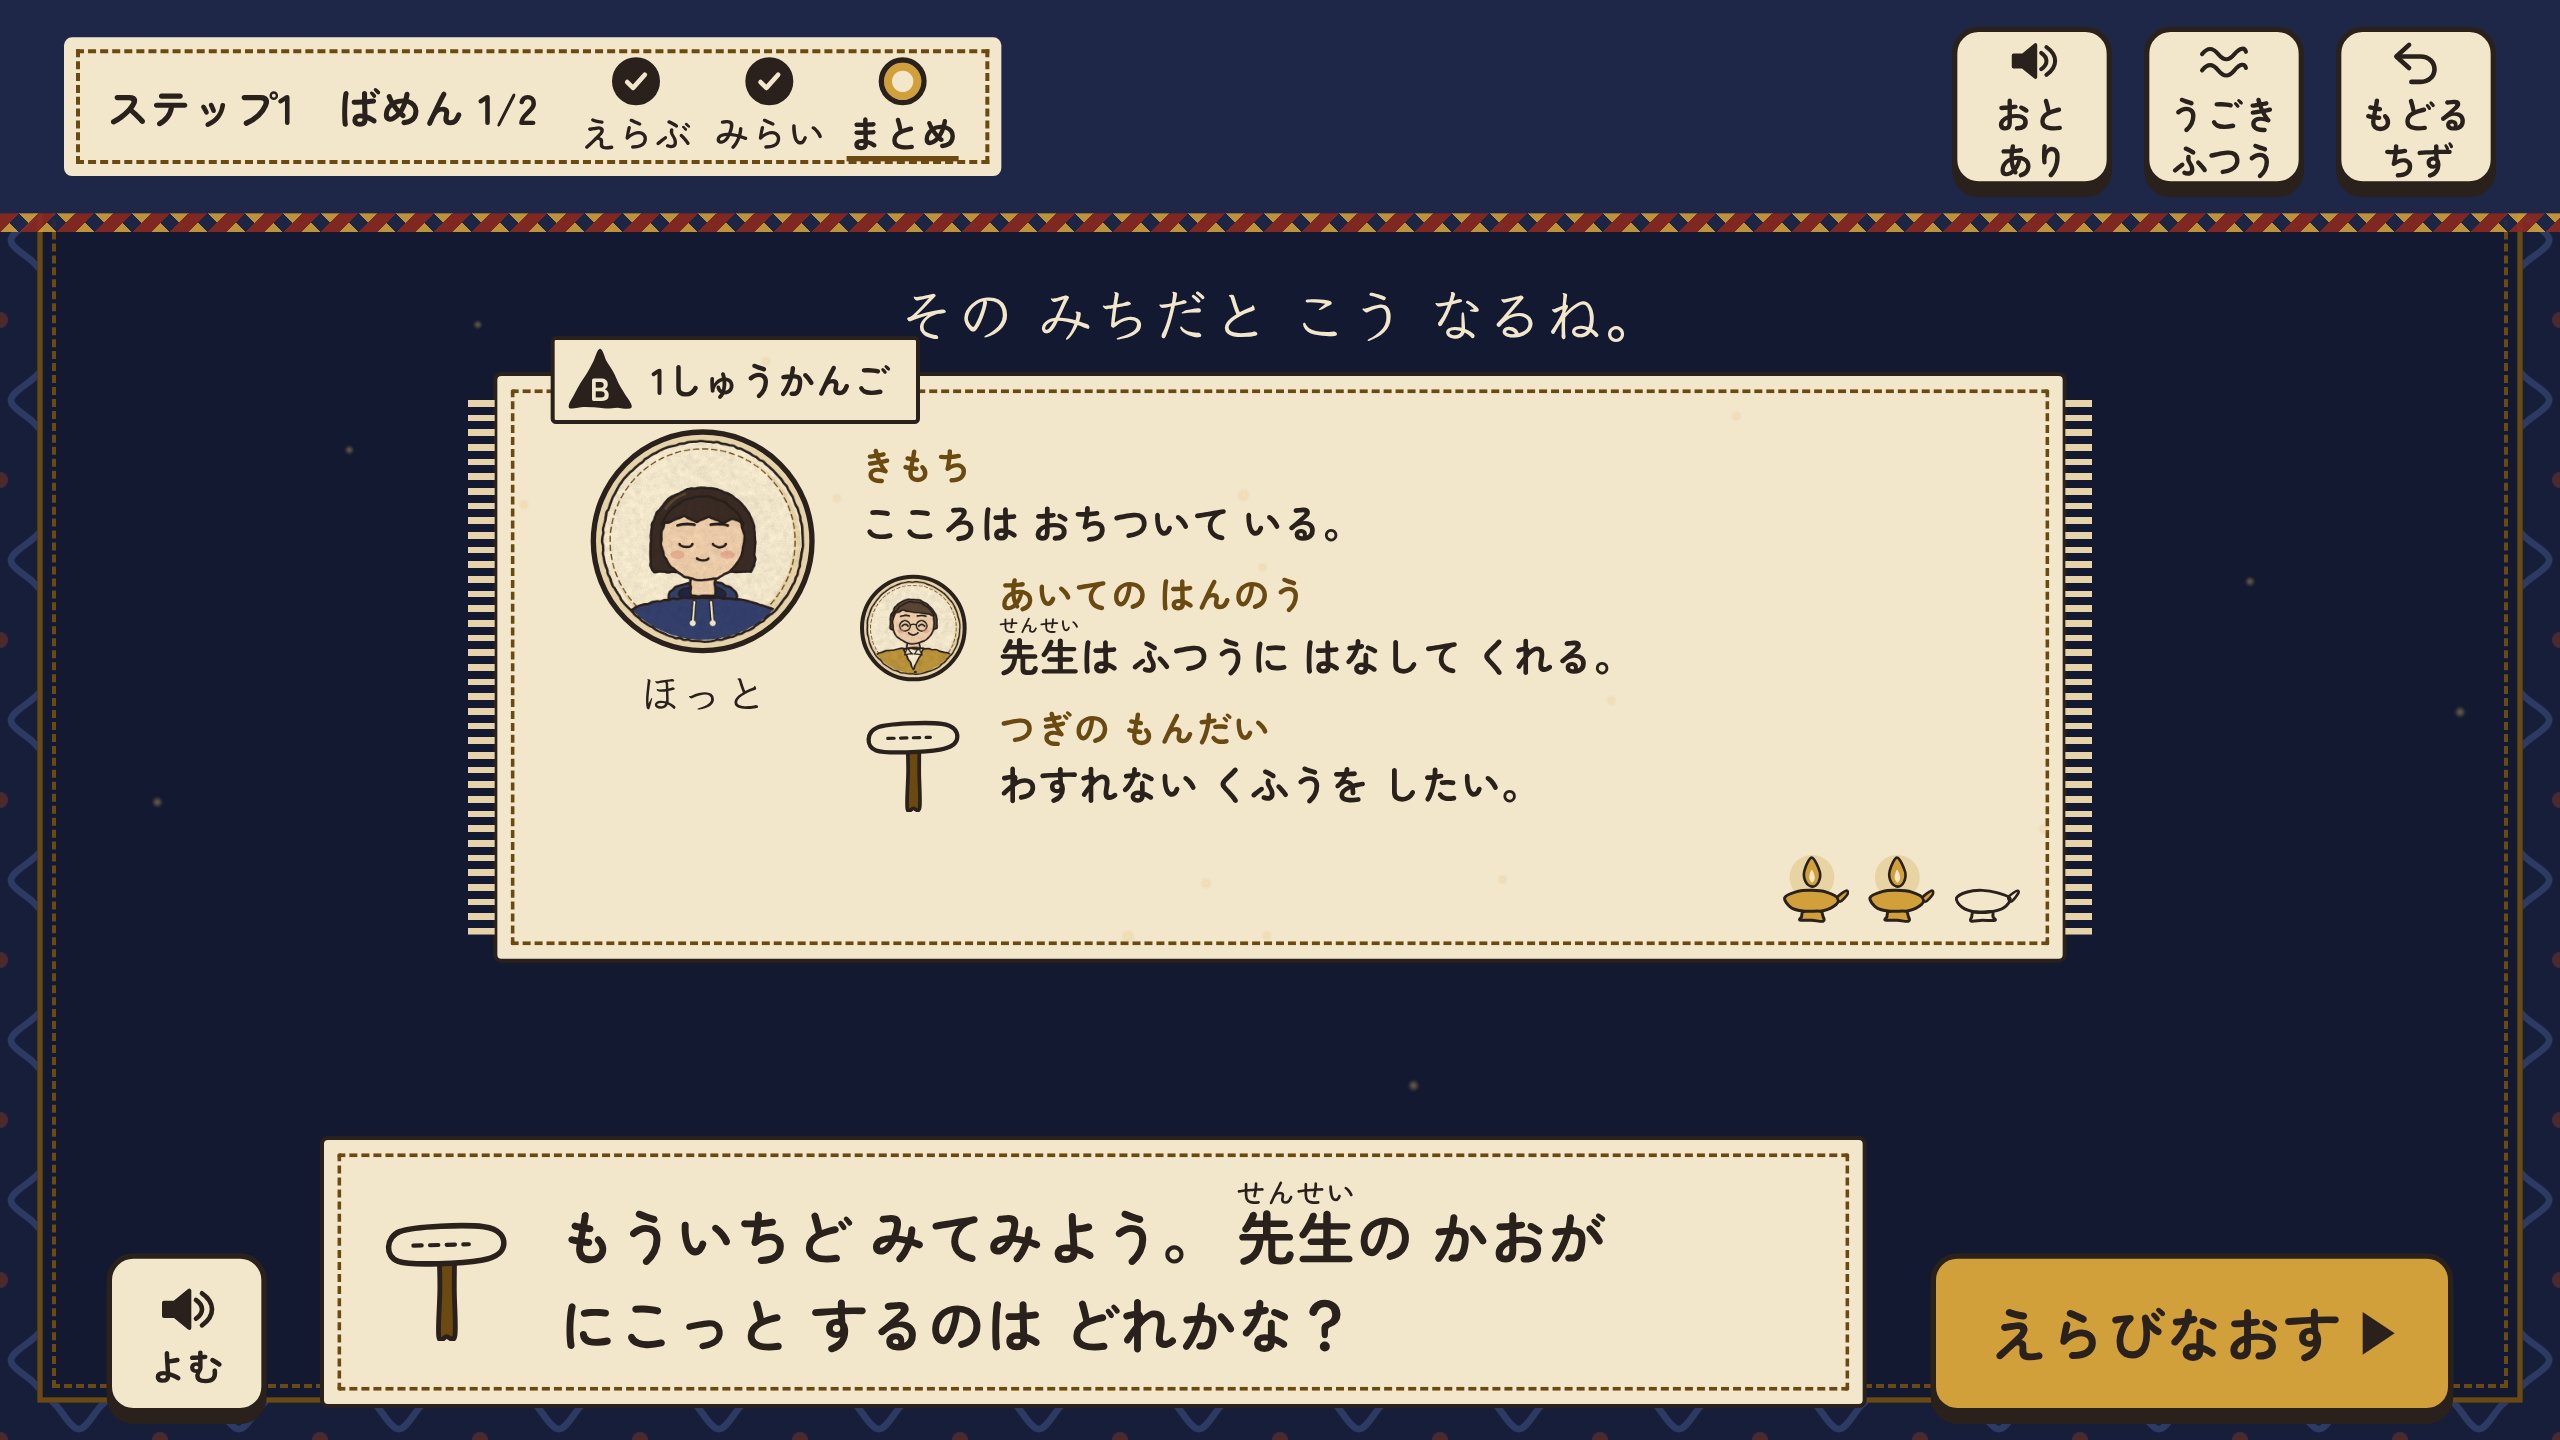 ステップ1　ばめん 1/2
えらぶ
みらい
まとめ
おと
あり
うごき
ふつう
もどる
ちず
その みちだと こう なるね。
B 1しゅうかんご
ほっと
きもち
こころは おちついて いる。
あいての はんのう
せんせい
先生は ふつうに はなして くれる。
つぎの もんだい
わすれない くふうを したい。
せんせい
もういちど みてみよう。 先生の かおが
にこっと するのは どれかな？
よむ
えらびなおす